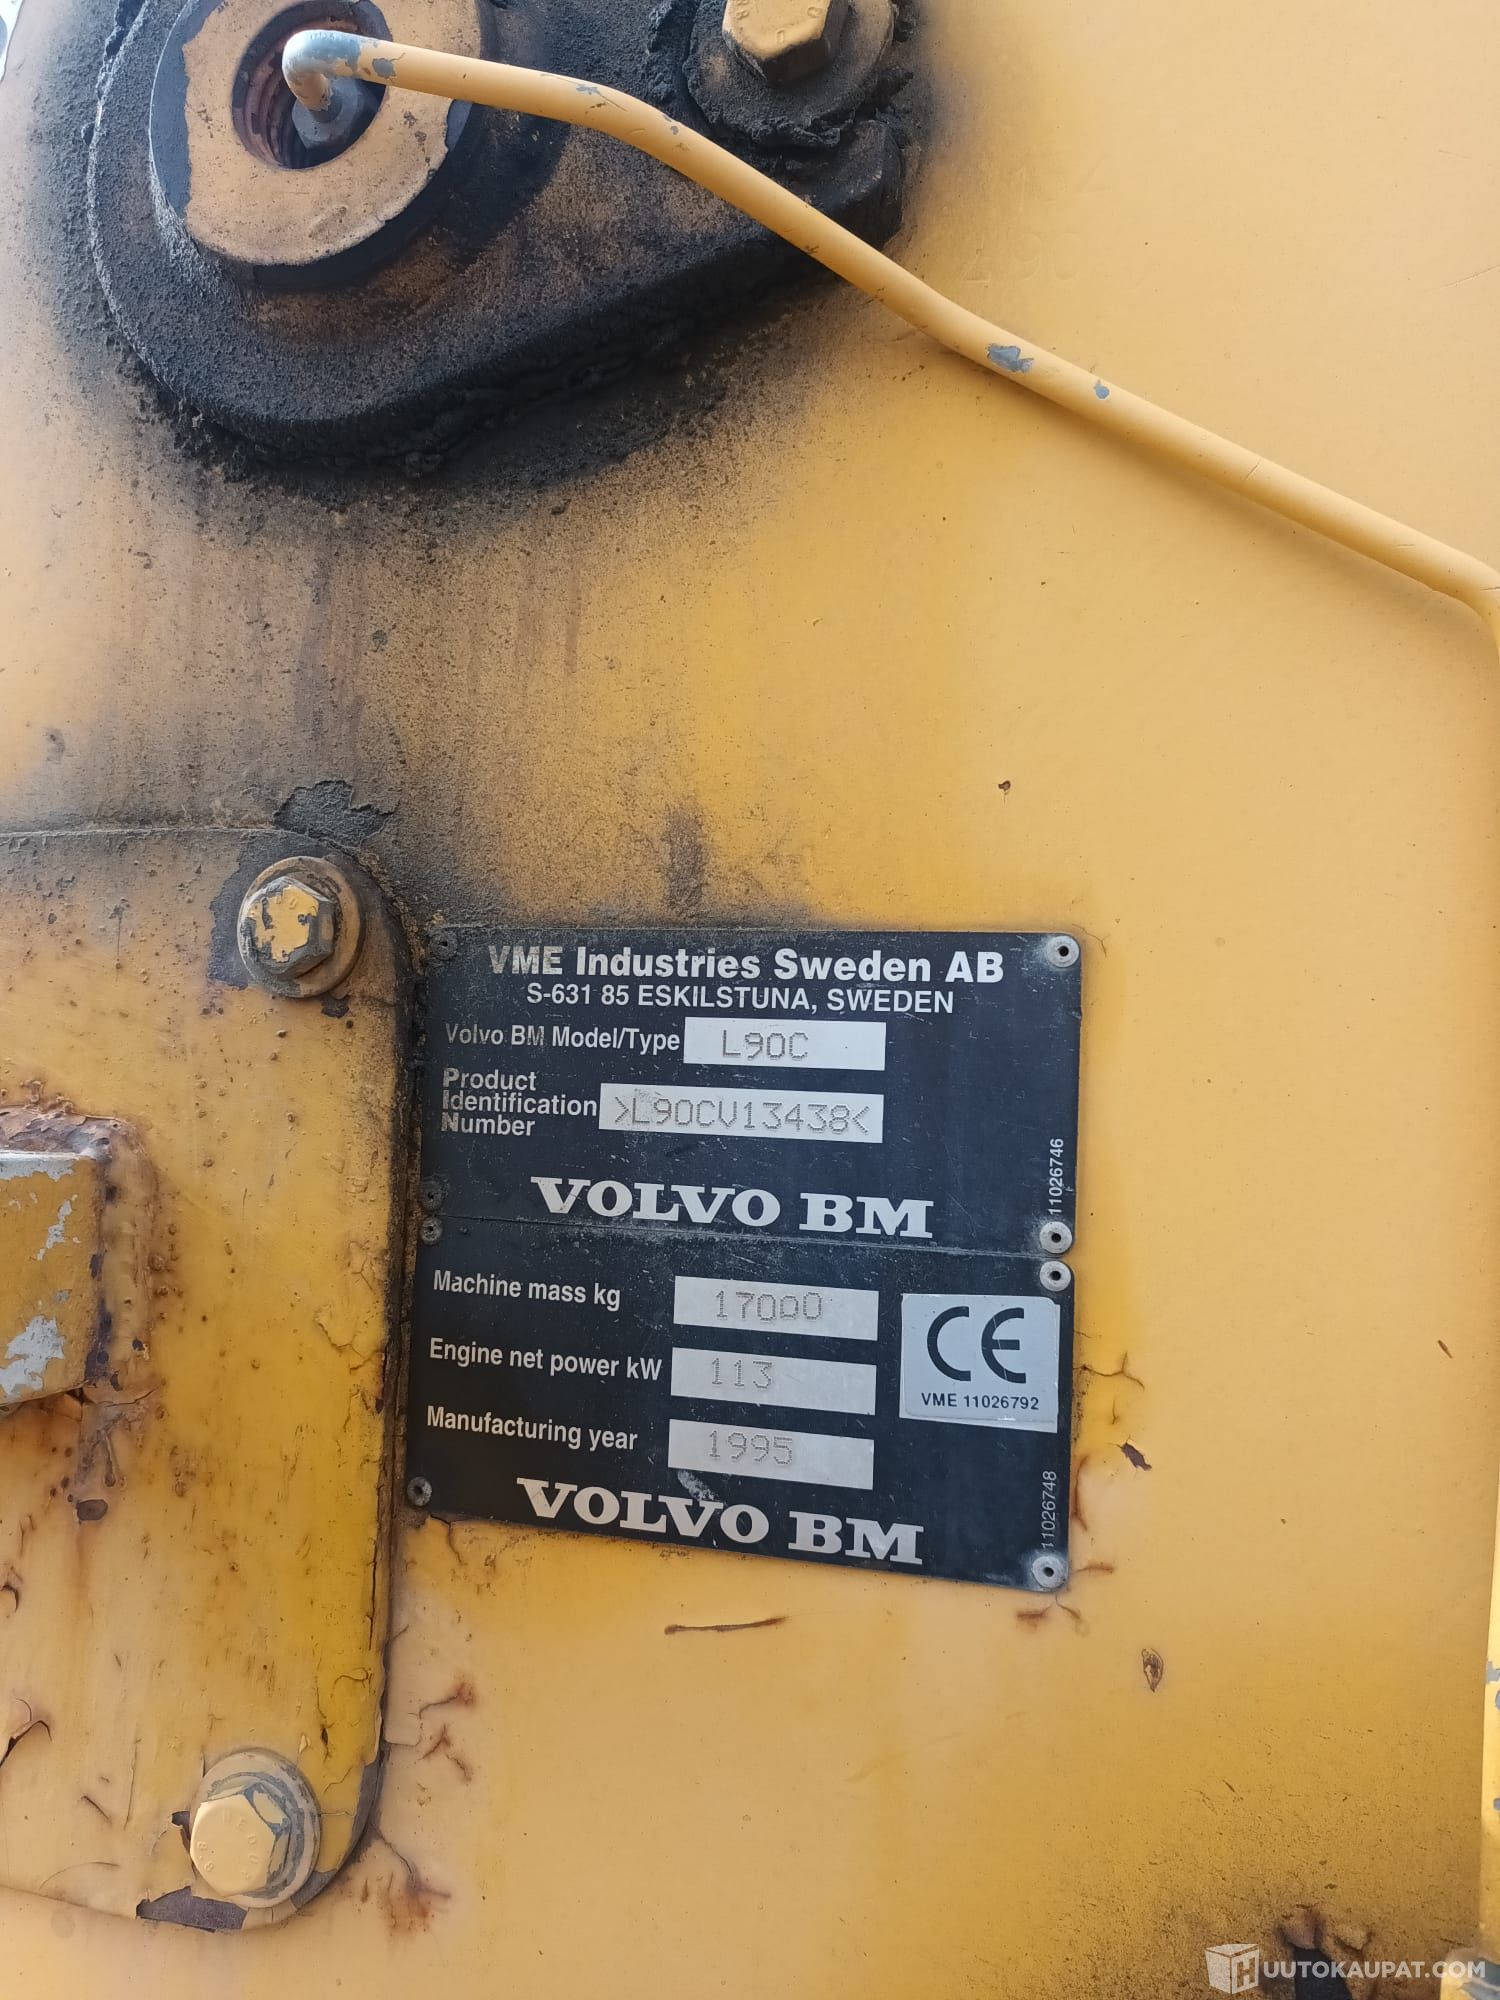 VME Industries Sweden AB
S-631 85 ESKILSTUNA, SWEDEN
Volvo BM Model/Type L90C
Product Identification Number >L90CV13438<
11026746
VOLVO BM
Machine mass kg 17000
Engine net power kW 113
Manufacturing year 1995
CE
VME 11026792
11026748
VOLVO BM
HUUTOKAUPAT.COM